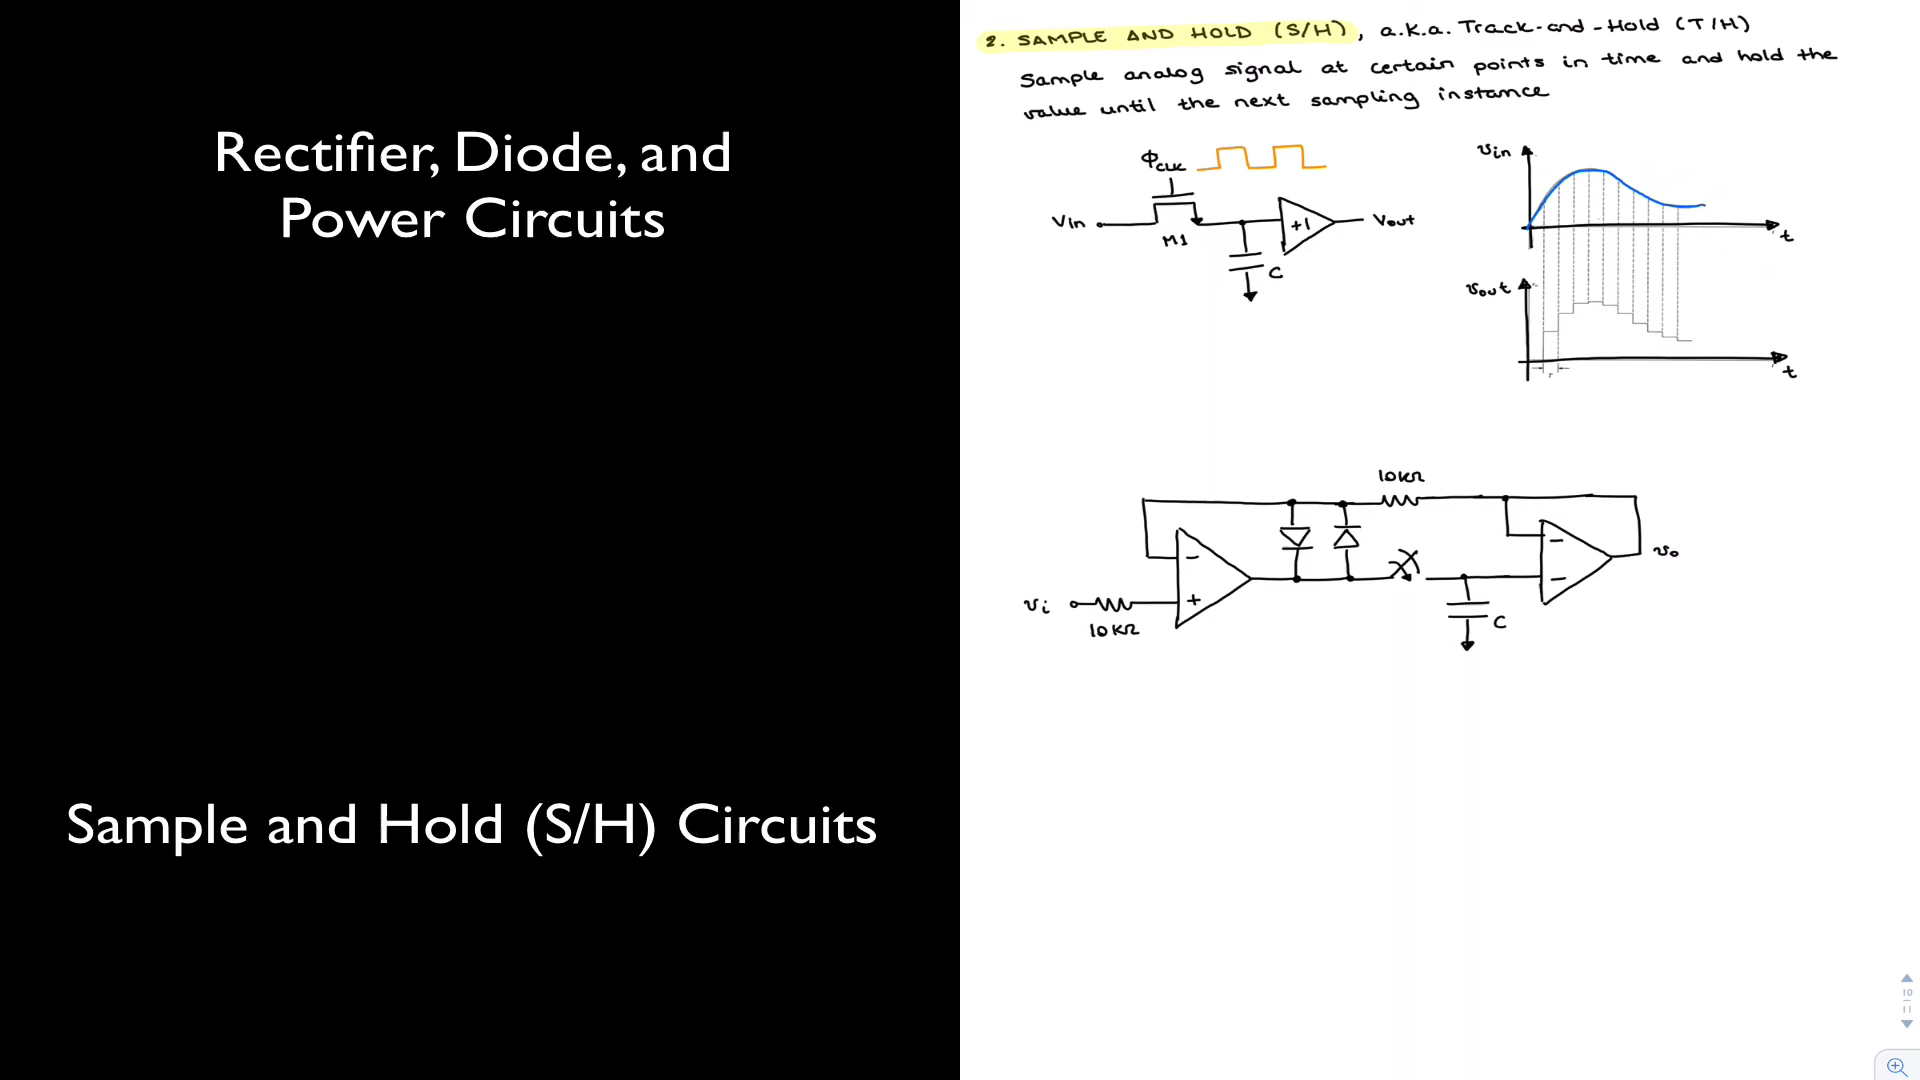 Rectifier, Diode, and
Power Circuits
Sample and Hold (S/H) Circuits
2. SAMPLE AND HOLD (S/H), a.k.a. Track-and-Hold (T/H)
Sample analog signal at certain points in time and hold the
value until the next sampling instance
ΦCLK
Vin
M1
+1
Vout
C
vin
t
vout
t
T
10kΩ
−
+
vi
10kΩ
−
−
vo
C
10
11